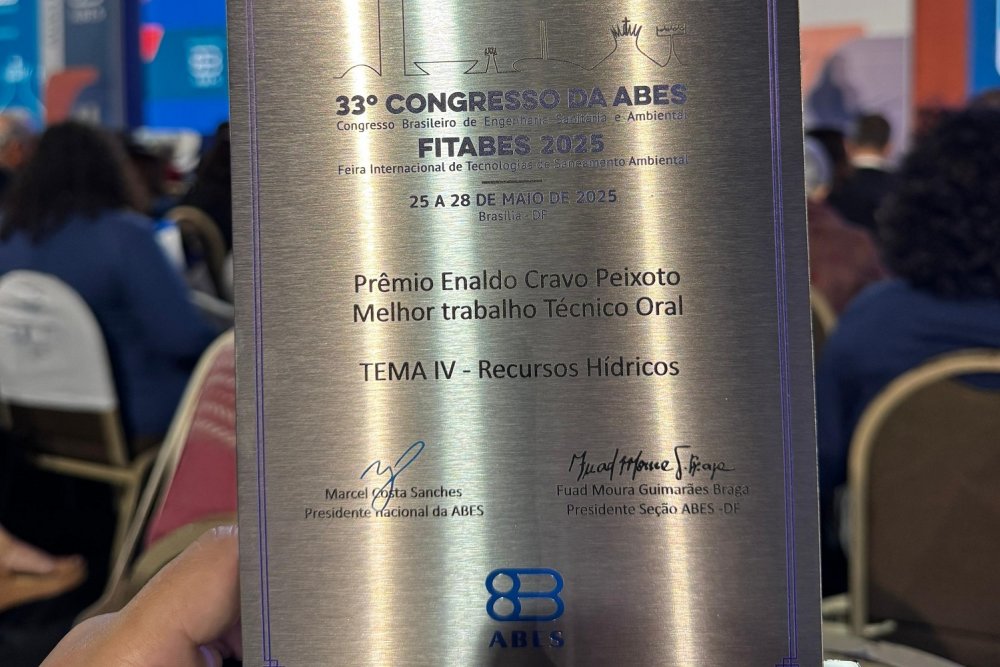 33º CONGRESSO DA ABES
Congresso Brasileiro de Engenharia Sanitária e Ambiental
FITABES 2025
Feira Internacional de Tecnologias de Saneamento Ambiental
25 A 28 DE MAIO DE 2025
Brasília - DF
Prêmio Enaldo Cravo Peixoto
Melhor trabalho Técnico Oral
TEMA IV - Recursos Hídricos
Marcel Costa Sanches
Presidente nacional da ABES
Fuad Moura Guimarães Braga
Presidente Seção ABES -DF
ABES